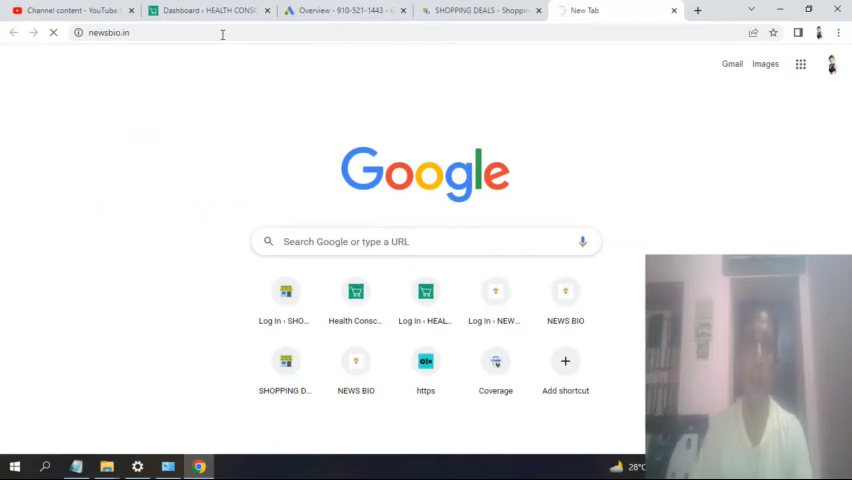 Channel content - YouTube
Dashboard ‹ HEALTH CONSC
Overview - 910-521-1443 -
SHOPPING DEALS - Shoppin
New Tab
newsbio.in
Gmail
Images
Google
Search Google or type a URL
Log In ‹ SHO...
Health Consc...
Log In ‹ HEAL...
Log In ‹ NEW...
NEWS BIO
SHOPPING D...
NEWS BIO
https
Coverage
Add shortcut
28°C